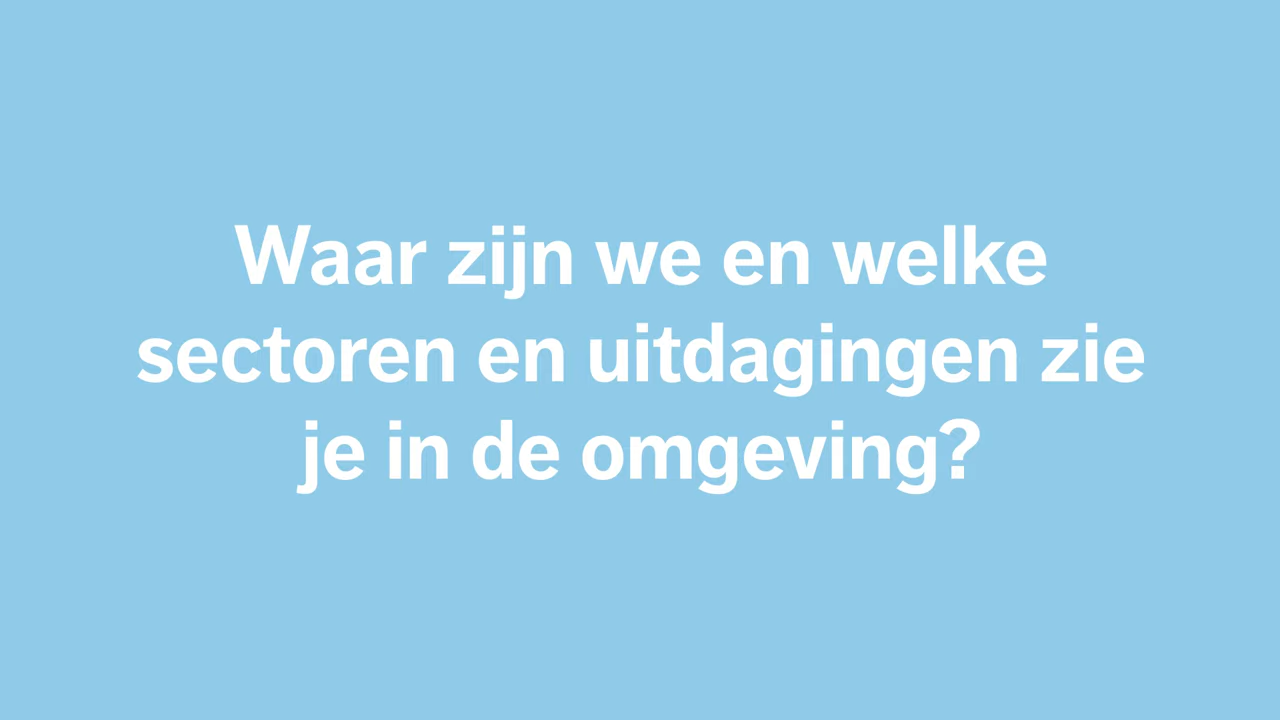 Waar zijn we en welke
sectoren en uitdagingen zie
je in de omgeving?